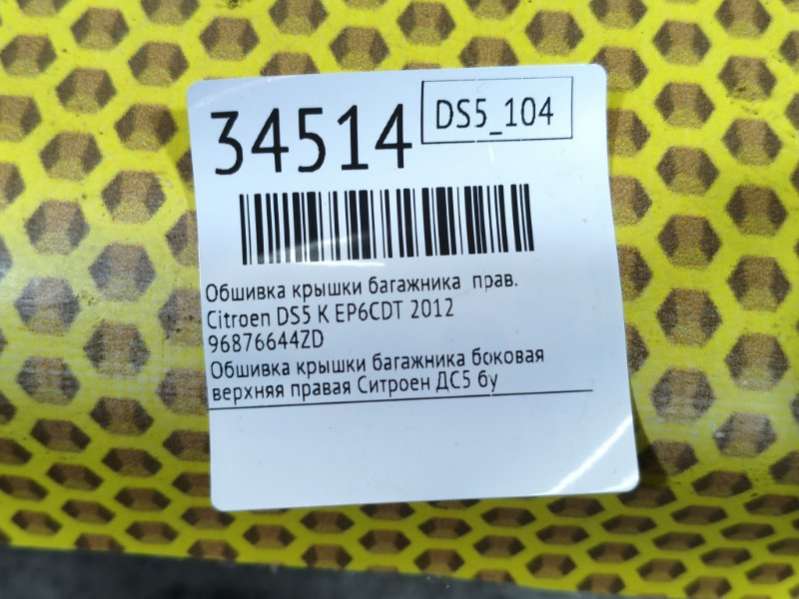 34514
DS5_104
Обшивка крышки багажника прав.
Citroen DS5 K EP6CDT 2012
96876644ZD
Обшивка крышки багажника боковая
верхняя правая Ситроен ДС5 бу